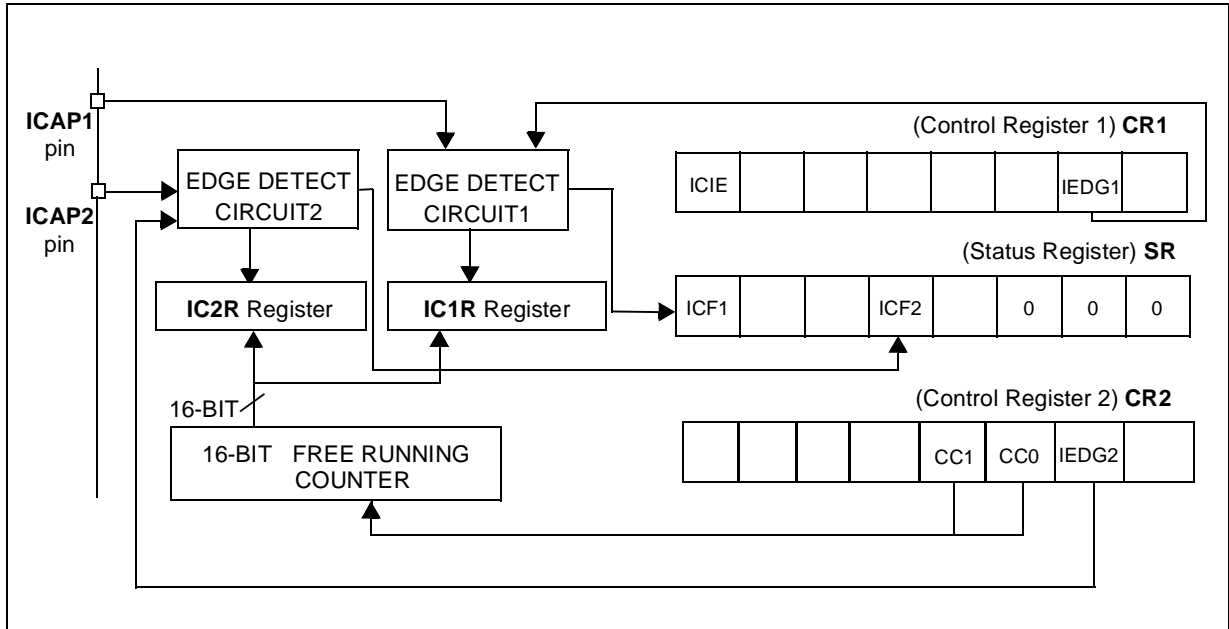 ICAP1
pin
ICAP2
pin
EDGE DETECT
CIRCUIT2
EDGE DETECT
CIRCUIT1
IC2R Register
IC1R Register
16-BIT
16-BIT FREE RUNNING
COUNTER
(Control Register 1) CR1
ICIE IEDG1
(Status Register) SR
ICF1 ICF2 0 0 0
(Control Register 2) CR2
CC1 CC0 IEDG2